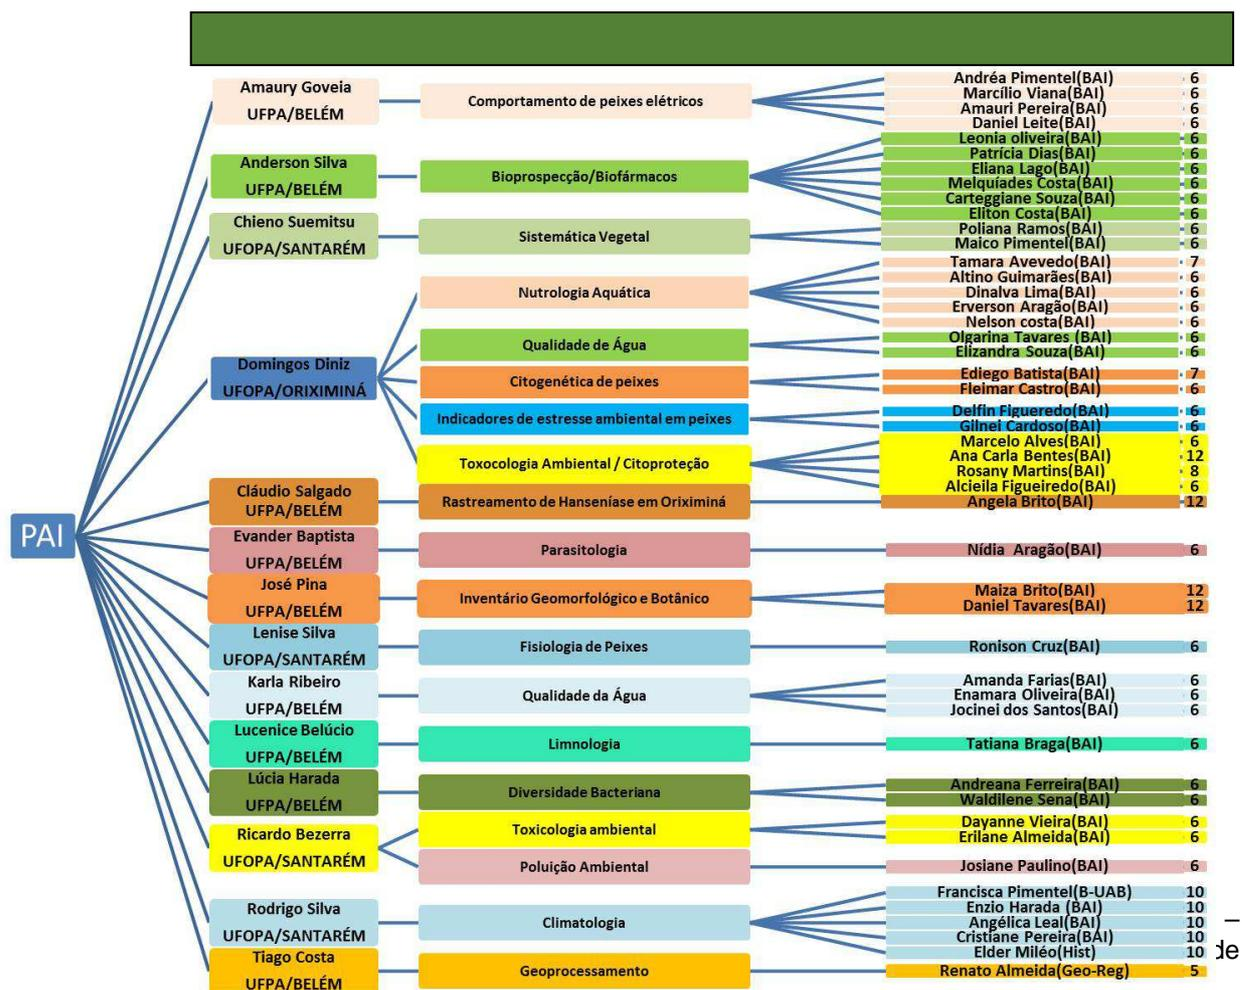 PAI
Amaury Goveia
UFPA/BELÉM
Comportamento de peixes elétricos
Andréa Pimentel(BAI) 6
Marcílio Viana(BAI) 6
Amauri Pereira(BAI) 6
Daniel Leite(BAI) 6
Anderson Silva
UFPA/BELÉM
Bioprospecção/Biofármacos
Leonia oliveira(BAI) 6
Patrícia Dias(BAI) 6
Eliana Lago(BAI) 6
Melquíades Costa(BAI) 6
Carteggiane Souza(BAI) 6
Eliton Costa(BAI) 6
Chieno Suemitsu
UFOPA/SANTARÉM
Sistemática Vegetal
Poliana Ramos(BAI) 6
Maico Pimentel(BAI) 6
Domingos Diniz
UFOPA/ORIXIMINÁ
Nutrologia Aquática
Tamara Avevedo(BAI) 7
Altino Guimarães(BAI) 6
Dinalva Lima(BAI) 6
Erverson Aragão(BAI) 6
Nelson costa(BAI) 6
Qualidade de Água
Olgarina Tavares (BAI) 6
Elizandra Souza(BAI) 6
Citogenética de peixes
Ediego Batista(BAI) 7
Fleimar Castro(BAI) 6
Indicadores de estresse ambiental em peixes
Delfin Figueredo(BAI) 6
Gilnei Cardoso(BAI) 6
Toxocologia Ambiental / Citoproteção
Marcelo Alves(BAI) 6
Ana Carla Bentes(BAI) 12
Rosany Martins(BAI) 8
Alcieila Figueiredo(BAI) 6
Cláudio Salgado
UFPA/BELÉM
Rastreamento de Hanseníase em Oriximiná
Angela Brito(BAI) 12
Evander Baptista
UFPA/BELÉM
Parasitologia
Nídia Aragão(BAI) 6
José Pina
UFPA/BELÉM
Inventário Geomorfológico e Botânico
Maiza Brito(BAI) 12
Daniel Tavares(BAI) 12
Lenise Silva
UFOPA/SANTARÉM
Fisiologia de Peixes
Ronison Cruz(BAI) 6
Karla Ribeiro
UFPA/BELÉM
Qualidade da Água
Amanda Farias(BAI) 6
Enamara Oliveira(BAI) 6
Jocinei dos Santos(BAI) 6
Lucenice Belúcio
UFPA/BELÉM
Limnologia
Tatiana Braga(BAI) 6
Lúcia Harada
UFPA/BELÉM
Diversidade Bacteriana
Andreana Ferreira(BAI) 6
Waldilene Sena(BAI) 6
Ricardo Bezerra
UFOPA/SANTARÉM
Toxicologia ambiental
Dayanne Vieira(BAI) 6
Erilane Almeida(BAI) 6
Poluição Ambiental
Josiane Paulino(BAI) 6
Rodrigo Silva
UFOPA/SANTARÉM
Climatologia
Francisca Pimentel(B-UAB) 10
Enzio Harada (BAI) 10
Angélica Leal(BAI) 10
Cristiane Pereira(BAI) 10
Elder Miléo(Hist) 10
Tiago Costa
UFPA/BELÉM
Geoprocessamento
Renato Almeida(Geo-Reg) 5
–